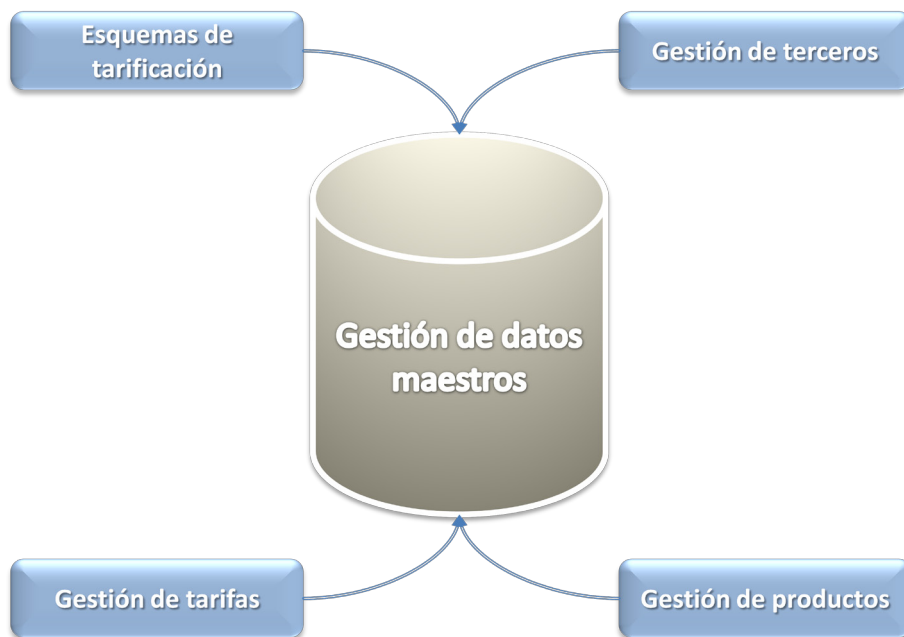 Esquemas de
tarificación
Gestión de terceros
Gestión de datos
maestros
Gestión de tarifas
Gestión de productos